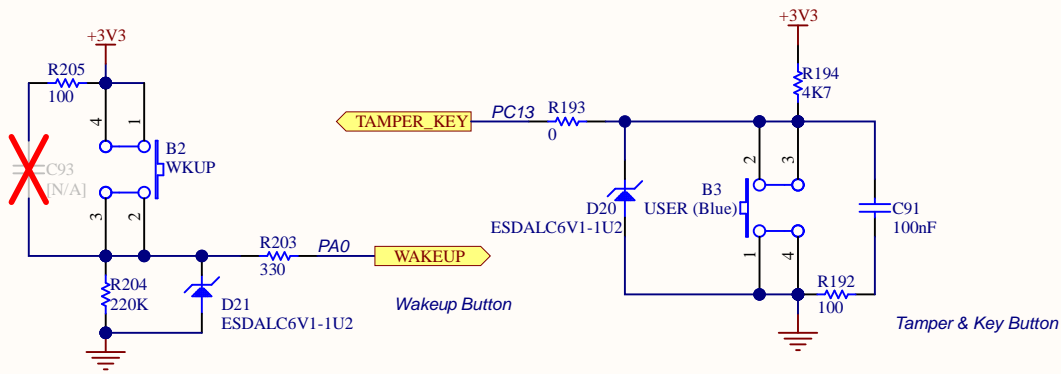 +3V3
R205
100
4
1
B2
WKUP
C93
[N/A]
3
2
R203
330
PA0
WAKEUP
R204
220K
D21
ESDALC6V1-1U2
Wakeup Button
+3V3
R194
4K7
TAMPER_KEY
PC13
R193
0
2
3
B3
USER (Blue)
D20
ESDALC6V1-1U2
C91
100nF
1
4
R192
100
Tamper & Key Button